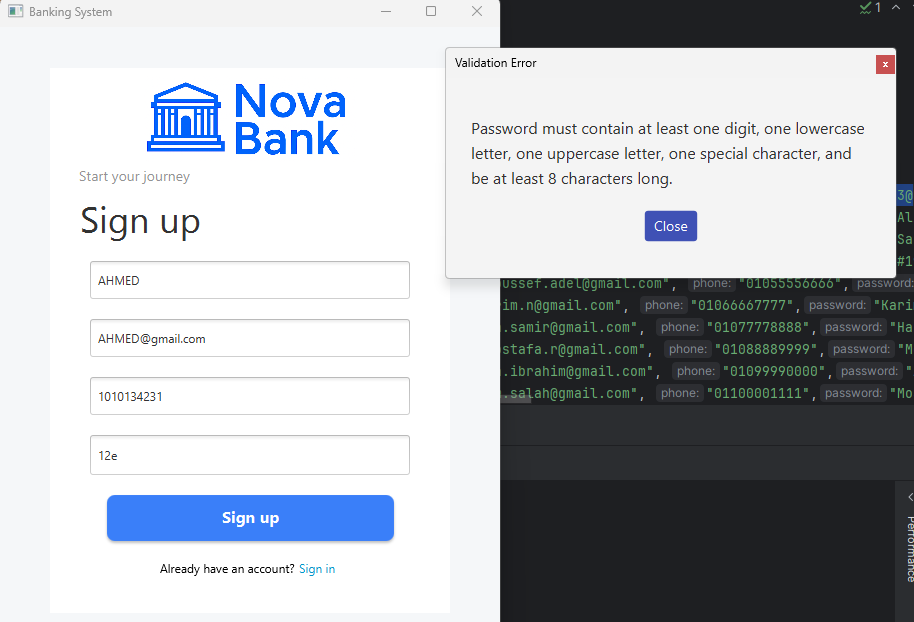 Banking System
Nova
Bank
Start your journey
Sign up
AHMED
AHMED@gmail.com
1010134231
12e
Sign up
Already have an account? Sign in
1
Validation Error
x
Password must contain at least one digit, one lowercase
letter, one uppercase letter, one special character, and
be at least 8 characters long.
Close
3@
Al
Sa
#1
ussef.adel@gmail.com", phone: "01055556666", password:
im.n@gmail.com", phone: "01066667777", password: "Kari
.samir@gmail.com", phone: "01077778888", password: "Ha
stafa.r@gmail.com", phone: "01088889999", password: "M
.ibrahim@gmail.com", phone: "01099990000", password: "
.salah@gmail.com", phone: "01100001111", password: "Mo
Performance